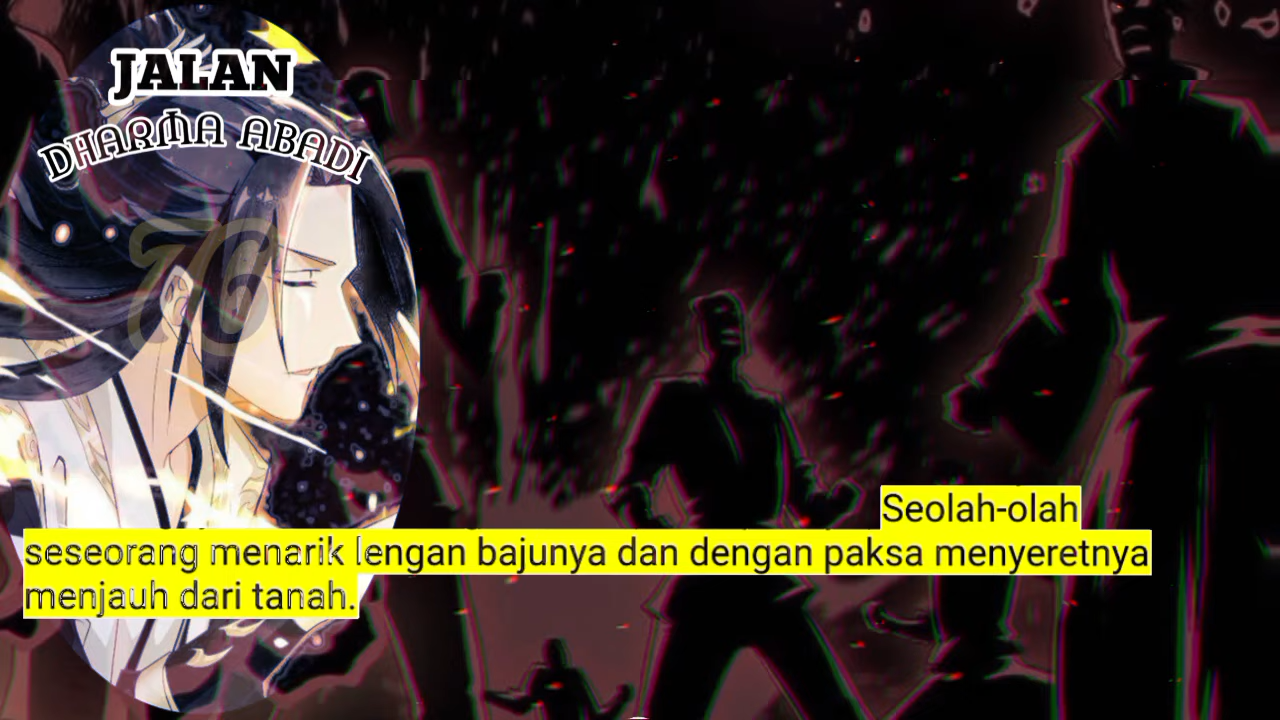 JALAN
DHARMA ABADI
Seolah-olah
seseorang menarik lengan bajunya dan dengan paksa menyeretnya
menjauh dari tanah.